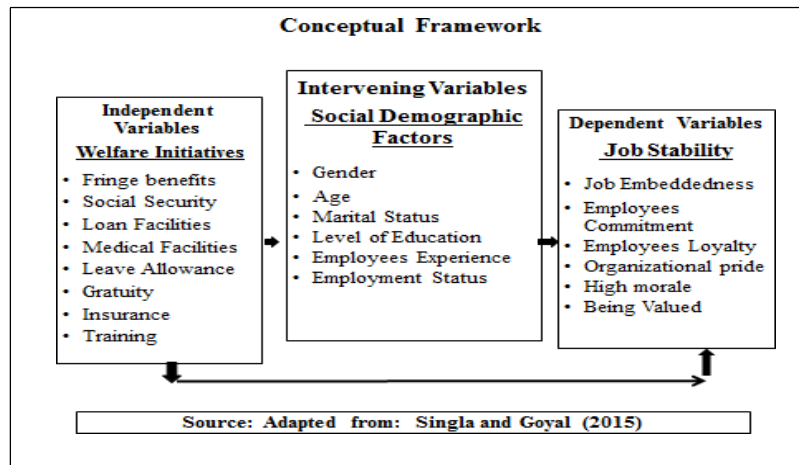 Conceptual Framework
Independent
Variables
Welfare Initiatives
• Fringe benefits
• Social Security
• Loan Facilities
• Medical Facilities
• Leave Allowance
• Gratuity
• Insurance
• Training
Intervening Variables
Social Demographic
Factors
• Gender
• Age
• Marital Status
• Level of Education
• Employees Experience
• Employment Status
Dependent Variables
Job Stability
• Job Embeddedness
• Employees
Commitment
• Employees Loyalty
• Organizational pride
• High morale
• Being Valued
Source: Adapted from: Singla and Goyal (2015)